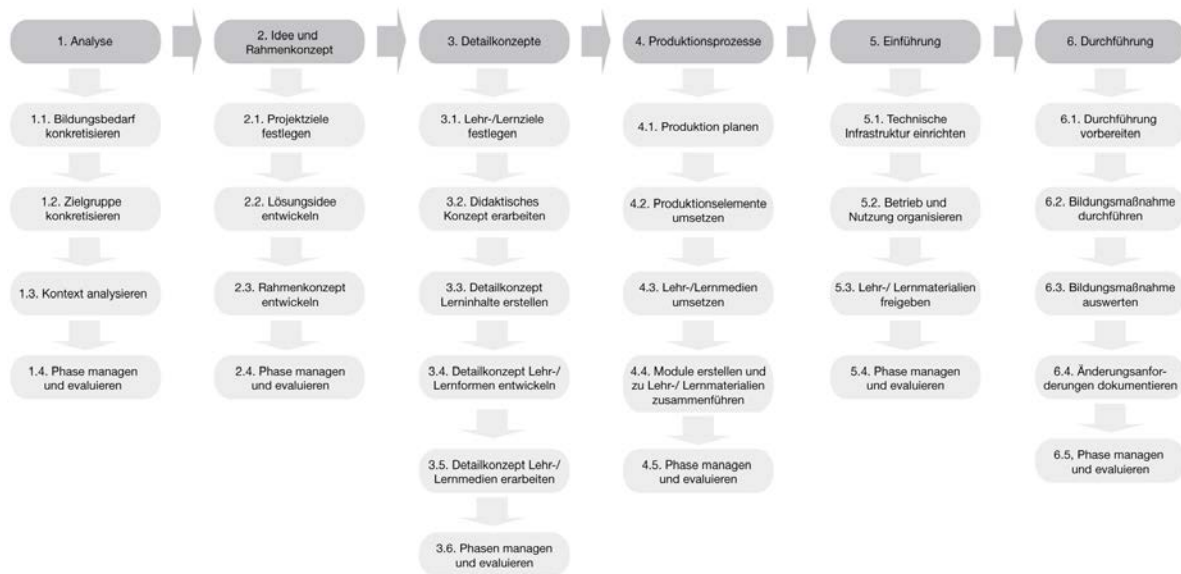 1. Analyse
2. Idee und
Rahmenkonzept
3. Detailkonzepte
4. Produktionsprozesse
5. Einführung
6. Durchführung
1.1. Bildungsbedarf
konkretisieren
1.2. Zielgruppe
konkretisieren
1.3. Kontext analysieren
1.4. Phase managen
und evaluieren
2.1. Projektziele
festlegen
2.2. Lösungsidee
entwickeln
2.3. Rahmenkonzept
entwickeln
2.4. Phase managen
und evaluieren
3.1. Lehr-/Lernziele
festlegen
3.2. Didaktisches
Konzept erarbeiten
3.3. Detailkonzept
Lerninhalte erstellen
3.4. Detailkonzept Lehr-/
Lernformen entwickeln
3.5. Detailkonzept Lehr-/
Lernmedien erarbeiten
3.6. Phasen managen
und evaluieren
4.1. Produktion planen
4.2. Produktionselemente
umsetzen
4.3. Lehr-/Lernmedien
umsetzen
4.4. Module erstellen und
zu Lehr-/ Lernmaterialien
zusammenführen
4.5. Phase managen
und evaluieren
5.1. Technische
Infrastruktur einrichten
5.2. Betrieb und
Nutzung organisieren
5.3. Lehr-/ Lernmaterialien
freigeben
5.4. Phase managen
und evaluieren
6.1. Durchführung
vorbereiten
6.2. Bildungsmaßnahme
durchführen
6.3. Bildungsmaßnahme
auswerten
6.4. Änderungsanfor-
derungen dokumentieren
6.5, Phase managen
und evaluieren